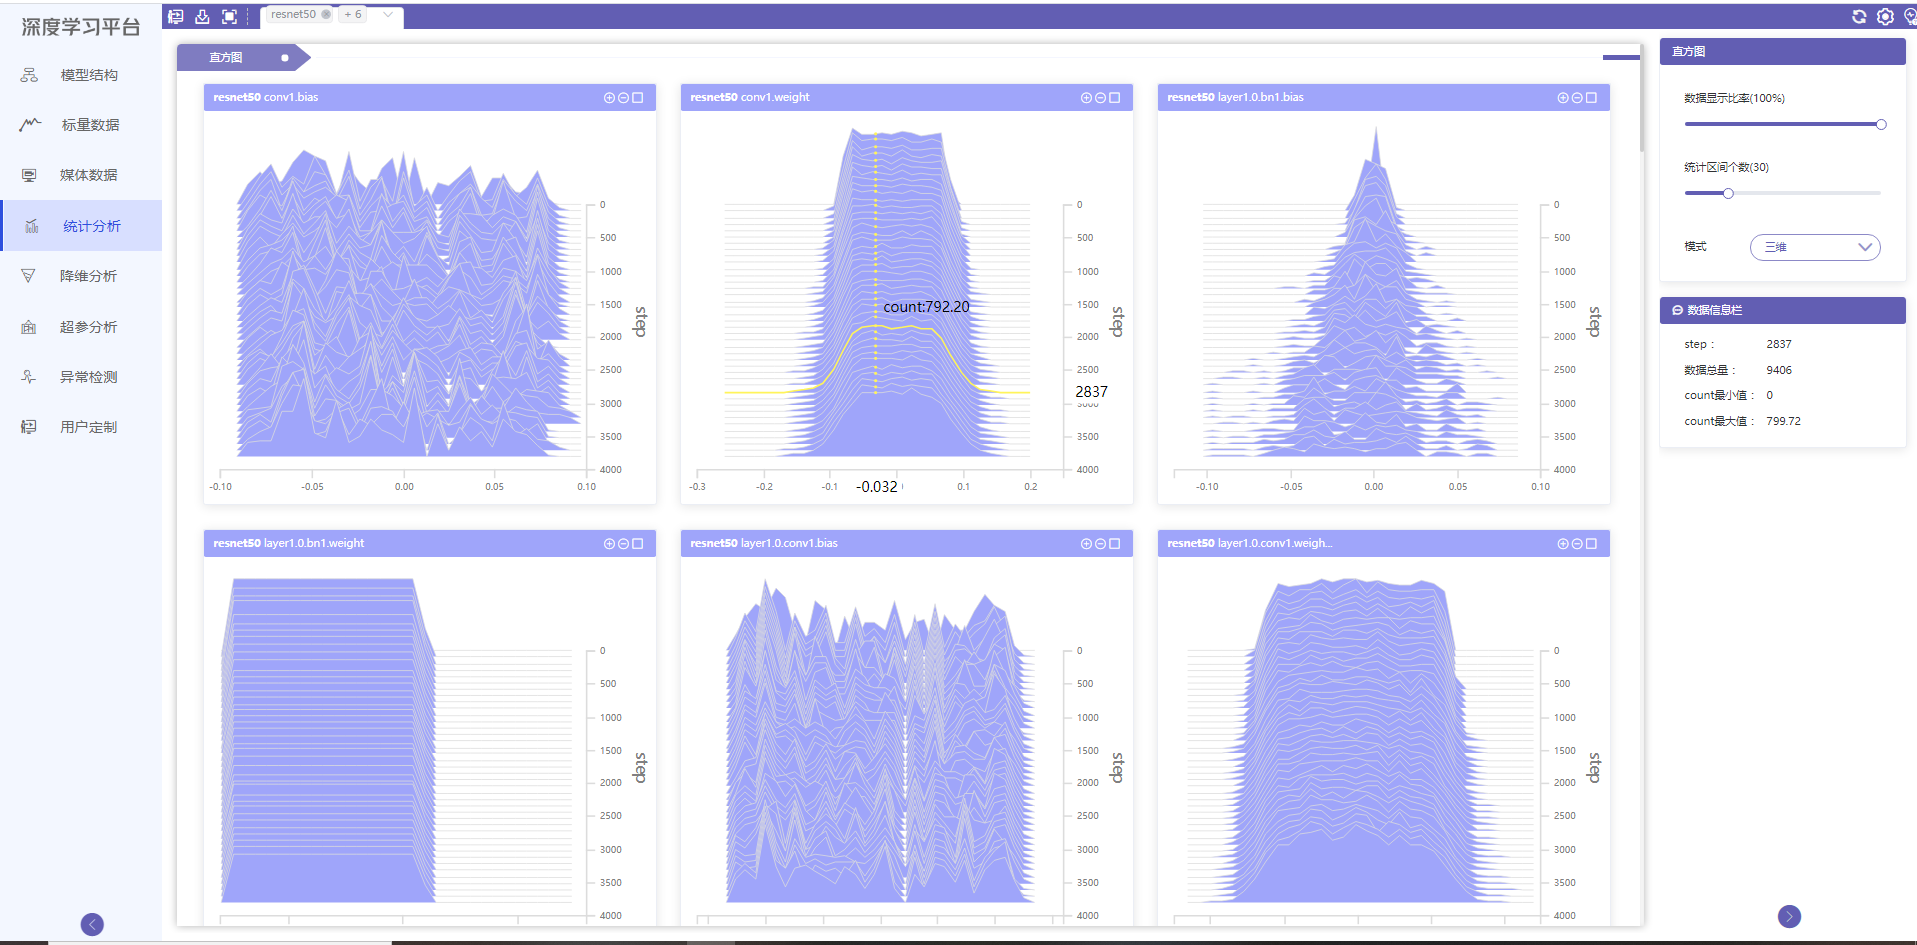 深度学习平台
模型结构
标量数据
媒体数据
统计分析
降维分析
超参分析
异常检测
用户定制
resnet50
+ 6
直方图
resnet50 conv1.bias
0
500
1000
1500
2000
2500
3000
3500
4000
step
-0.10 -0.05 0.00 0.05 0.10
resnet50 conv1.weight
count:792.20
0
500
1000
1500
2000
2500
2837
3000
3500
4000
step
-0.3 -0.2 -0.1 -0.032 0.1 0.2
resnet50 layer1.0.bn1.bias
0
500
1000
1500
2000
2500
3000
3500
4000
step
-0.10 -0.05 0.00 0.05 0.10
resnet50 layer1.0.bn1.weight
0
500
1000
1500
2000
2500
3000
3500
4000
step
resnet50 layer1.0.conv1.bias
0
500
1000
1500
2000
2500
3000
3500
4000
step
resnet50 layer1.0.conv1.weigh...
0
500
1000
1500
2000
2500
3000
3500
4000
step
直方图
数据显示比率(100%)
统计区间个数(30)
模式 三维
数据信息栏
step： 2837
数据总量： 9406
count最小值： 0
count最大值： 799.72